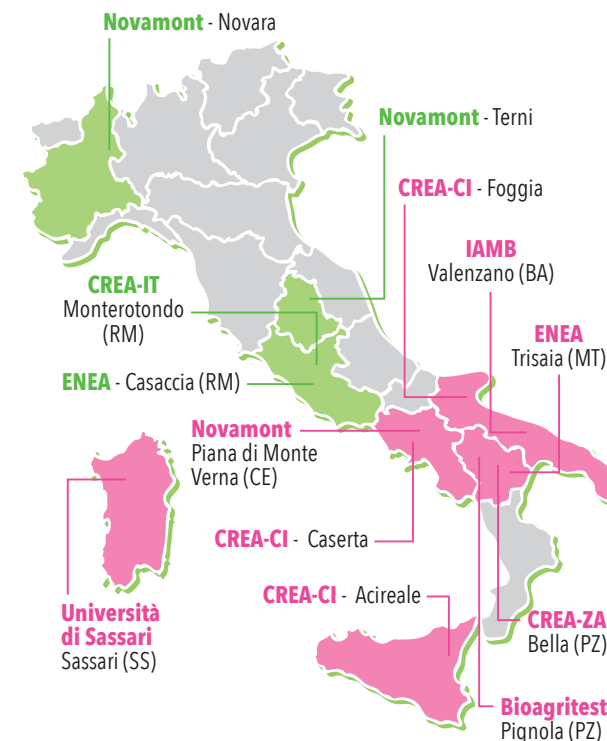 Novamont - Novara
Novamont - Terni
CREA-CI - Foggia
IAMB
Valenzano (BA)
CREA-IT
Monterotondo
(RM)
ENEA
Trisaia (MT)
ENEA - Casaccia (RM)
Novamont
Piana di Monte
Verna (CE)
CREA-CI - Caserta
CREA-CI - Acireale
Università
di Sassari
Sassari (SS)
CREA-ZA
Bella (PZ)
Bioagritest
Pignola (PZ)